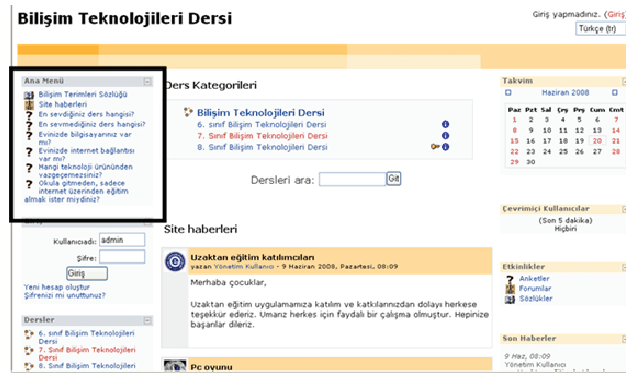 Bilişim Teknolojileri Dersi
Giriş yapmadınız. (Giriş)
Türkçe (tr)
Ana Menü
Bilişim Terimleri Sözlüğü
Site haberleri
En sevdiğiniz ders hangisi?
En sevmediğiniz ders hangisi?
Evinizde bilgisayarınız var
mı?
Evinizde internet bağlantısı
var mı?
Hangi teknoloji ürününden
vazgeçemezsiniz?
Okula gitmeden, sadece
internet üzerinden eğitim
almak ister miydiniz?
Giriş
Kullanıcıadı: admin
Şifre:
Giriş
Yeni hesap oluştur
Şifrenizi mi unuttunuz?
Dersler
6. sınıf Bilişim Teknolojileri
Dersi
7. Sınıf Bilişim Teknolojileri
Dersi
8. Sınıf Bilişim Teknolojileri
Ders Kategorileri
Bilişim Teknolojileri Dersi
6. sınıf Bilişim Teknolojileri Dersi
7. Sınıf Bilişim Teknolojileri Dersi
8. Sınıf Bilişim Teknolojileri Dersi
Dersleri ara: Git
Site haberleri
Uzaktan eğitim katılımcıları
yazan Yönetim Kullanıcı - 9 Haziran 2008, Pazartesi, 08:09
Merhaba çocuklar,
Uzaktan eğitim uygulamamıza katılım ve katkılarınızdan dolayı herkese
teşekkür ederiz. Umarız herkes için faydalı bir çalışma olmuştur. Hepinize
başarılar dileriz.
Pc oyunu
Takvim
Haziran 2008
Paz Pzt Sal Çrş Prş Cum Cmt
1 2 3 4 5 6 7
8 9 10 11 12 13 14
15 16 17 18 19 20 21
22 23 24 25 26 27 28
29 30
Çevrimiçi Kullanıcılar
(Son 5 dakika)
Hiçbiri
Etkinlikler
Anketler
Forumlar
Sözlükler
Son Haberler
9 Haz, 08:09
Yönetim Kullanıcı